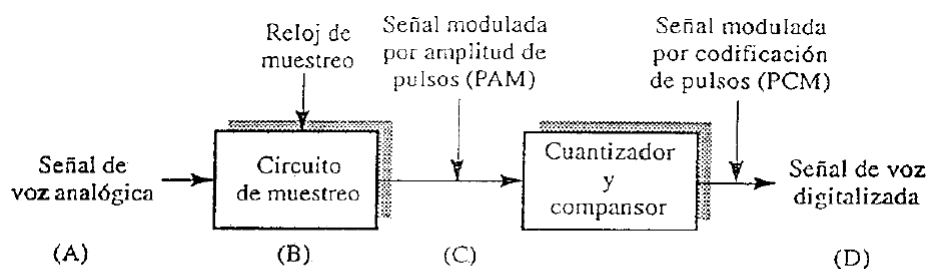 Reloj de
muestreo
Señal modulada
por amplitud de
pulsos (PAM)
Señal modulada
por codificación
de pulsos (PCM)
Señal de
voz analógica
Circuito
de muestreo
Cuantizador
y
compansor
Señal de voz
digitalizada
(A)
(B)
(C)
(D)